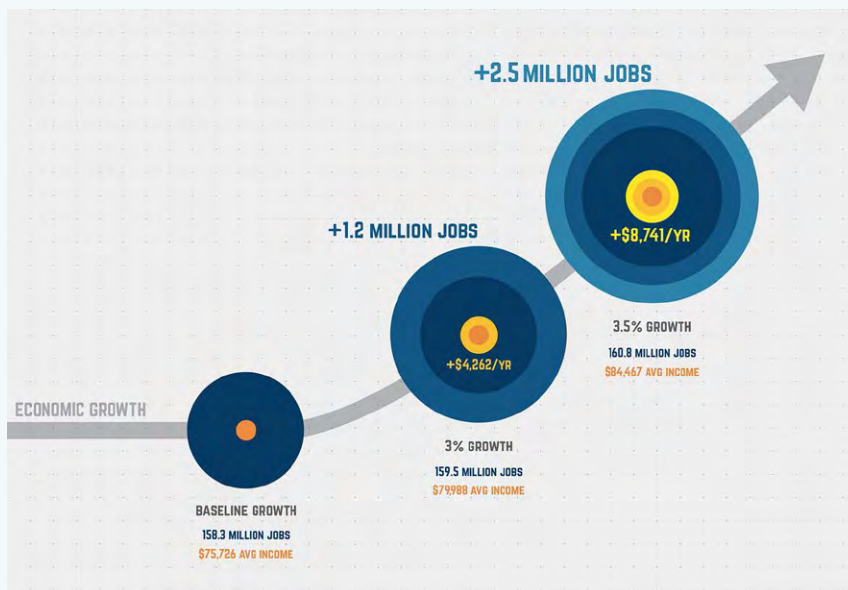 +2.5 MILLION JOBS
+$8,741/YR
3.5% GROWTH
160.8 MILLION JOBS
$84,467 AVG INCOME
+1.2 MILLION JOBS
+$4,262/YR
3% GROWTH
159.5 MILLION JOBS
$79,988 AVG INCOME
ECONOMIC GROWTH
BASELINE GROWTH
158.3 MILLION JOBS
$75,726 AVG INCOME